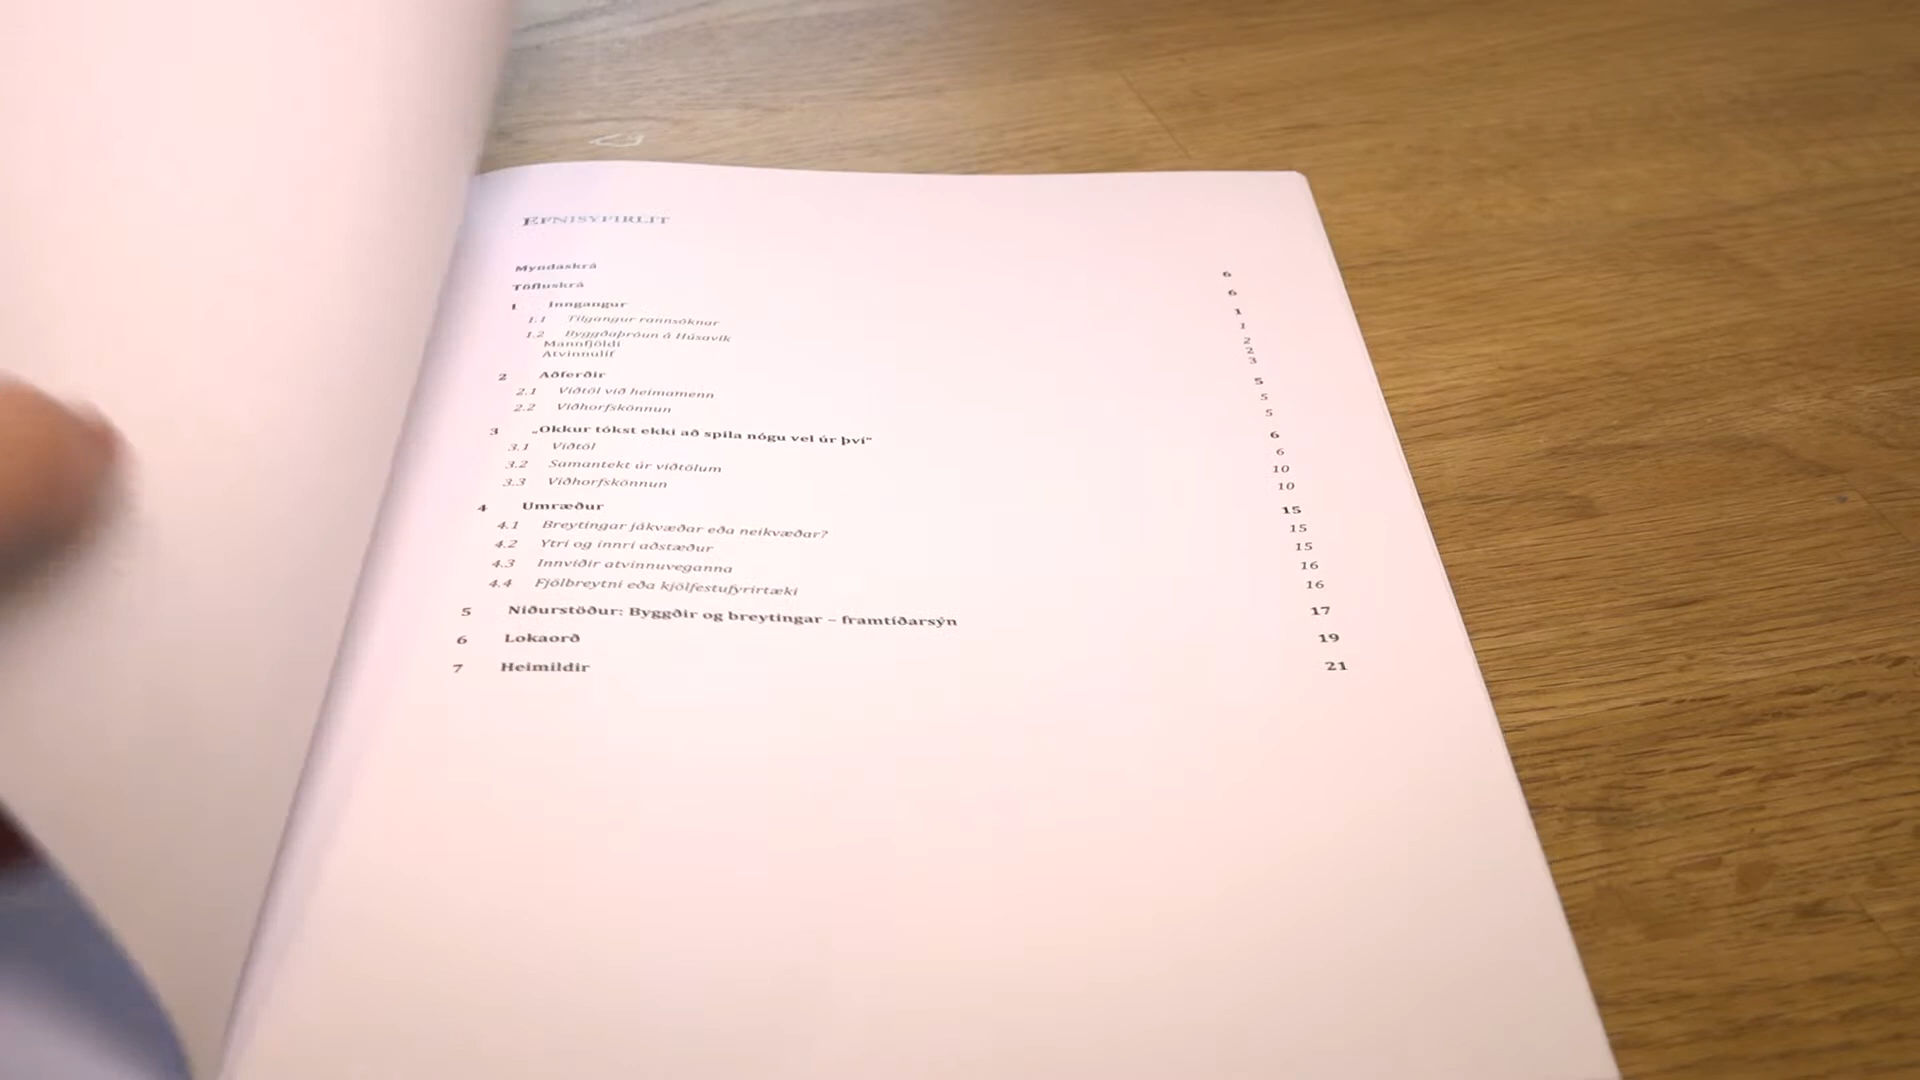 EFNISYFIRLIT
Myndaskrá 6
Töfluskrá 6
1 Inngangur 1
1.1 Tilgangur rannsóknar 1
1.2 Byggðaþróun á Húsavík 2
Mannfjöldi 2
Atvinnulíf 3
2 Aðferðir 5
2.1 Viðtöl við heimamenn 5
2.2 Viðhorfskönnun 5
3 „Okkur tókst ekki að spila nógu vel úr því“ 6
3.1 Viðtöl 6
3.2 Samantekt úr viðtölum 10
3.3 Viðhorfskönnun 10
4 Umræður 15
4.1 Breytingar jákvæðar eða neikvæðar? 15
4.2 Ytri og innri aðstæður 15
4.3 Innviðir atvinnuveganna 16
4.4 Fjölbreytni eða kjölfestufyrirtæki 16
5 Niðurstöður: Byggðir og breytingar – framtíðarsýn 17
6 Lokaorð 19
7 Heimildir 21